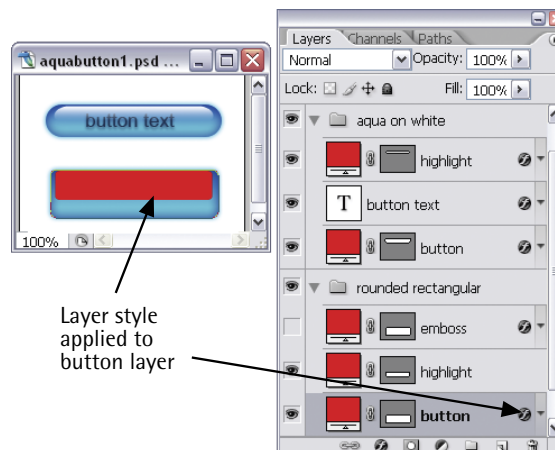 aquabutton1.psd ...
button text
100%
Layer style
applied to
button layer
Layers Channels Paths
Normal Opacity: 100%
Lock: Fill: 100%
aqua on white
highlight
T button text
button
rounded rectangular
emboss
highlight
button